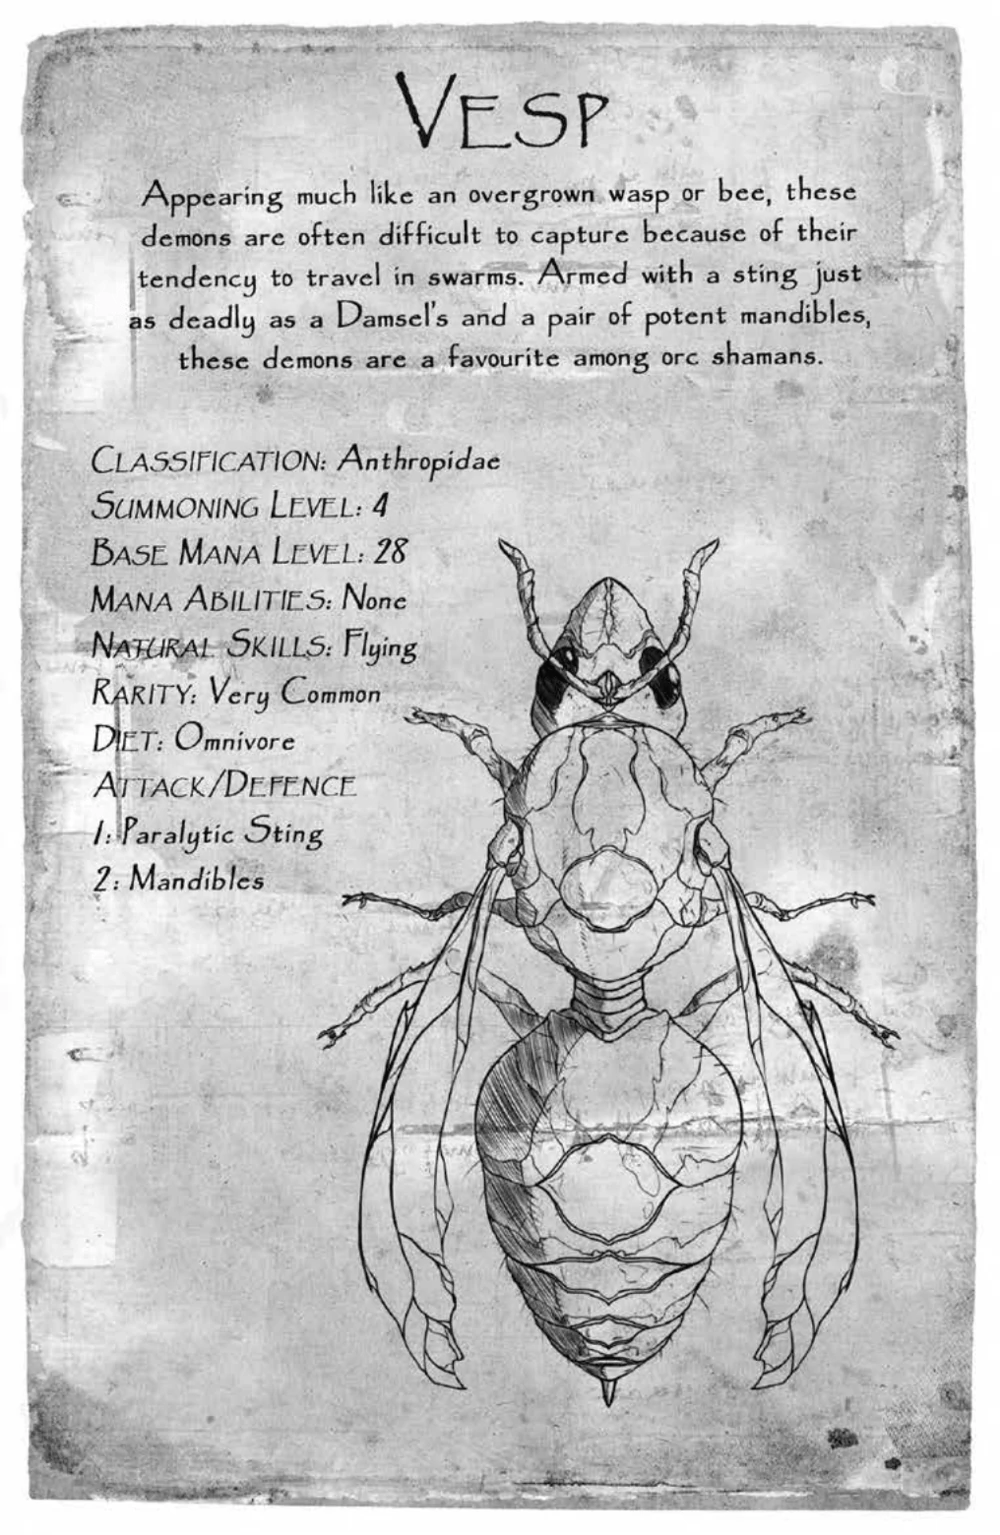 VESP
Appearing much like an overgrown wasp or bee, these
demons are often difficult to capture because of their
tendency to travel in swarms. Armed with a sting just
as deadly as a Damsel's and a pair of potent mandibles,
these demons are a favourite among orc shamans.
CLASSIFICATION: Anthropidae
SUMMONING LEVEL: 4
BASE MANA LEVEL: 28
MANA ABILITIES: None
NATURAL SKILLS: Flying
RARITY: Very Common
DIET: Omnivore
ATTACK/DEFENCE
1: Paralytic Sting
2: Mandibles